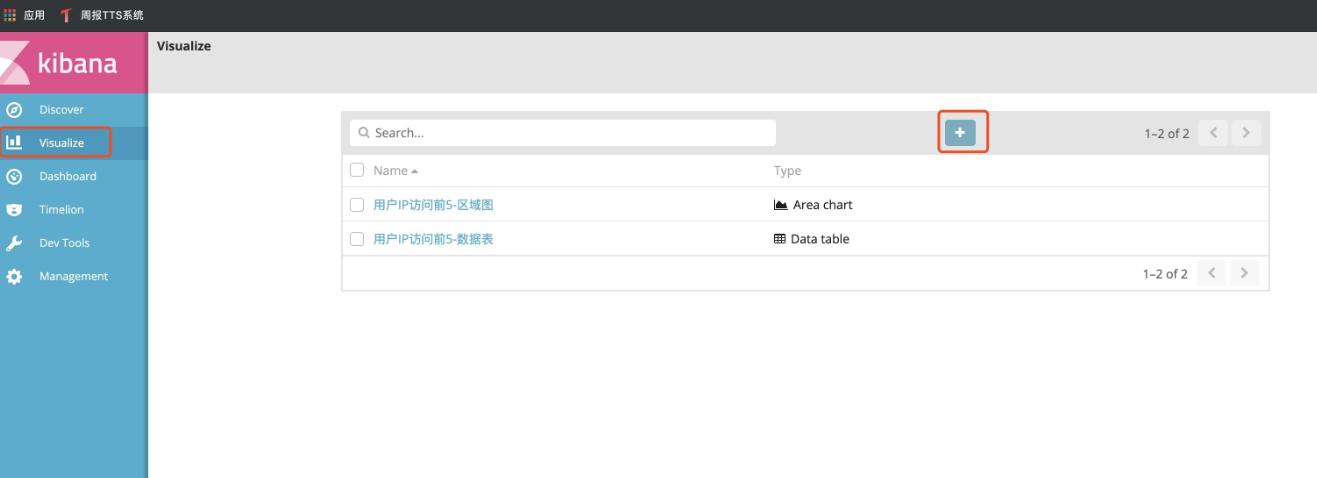 应用 周报TTS系统
kibana
Visualize
Discover
Visualize
Dashboard
Timelion
Dev Tools
Management
Search...
1–2 of 2
Name Type
用户IP访问前5-区域图 Area chart
用户IP访问前5-数据表 Data table
1–2 of 2